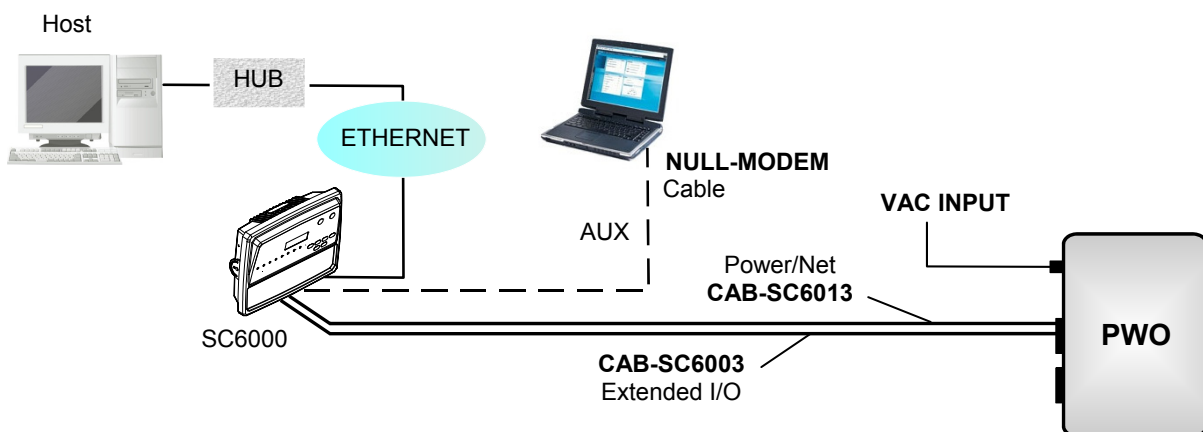 Host
HUB
ETHERNET
NULL-MODEM
Cable
AUX
VAC INPUT
Power/Net
CAB-SC6013
SC6000
PWO
CAB-SC6003
Extended I/O